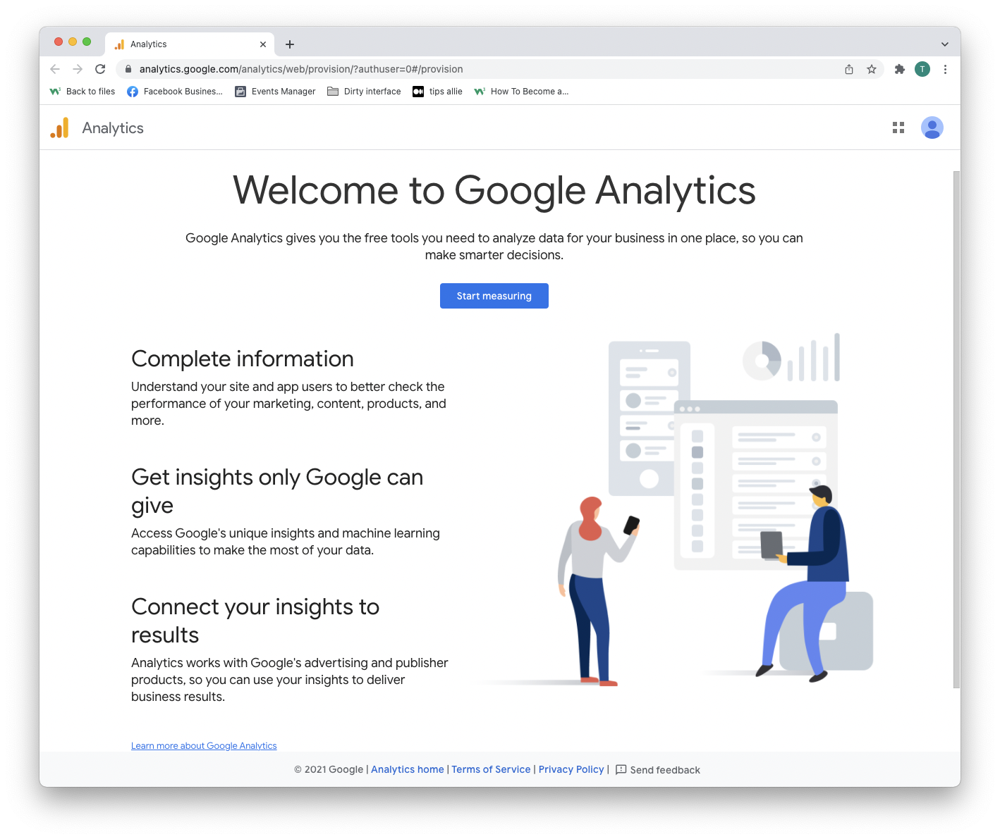 Analytics
analytics.google.com/analytics/web/provision/?authuser=0#/provision
T
Back to files
Facebook Busines...
Events Manager
Dirty interface
tips allie
How To Become a...
Analytics
Welcome to Google Analytics
Google Analytics gives you the free tools you need to analyze data for your business in one place, so you can
make smarter decisions.
Start measuring
Complete information
Understand your site and app users to better check the
performance of your marketing, content, products, and
more.
Get insights only Google can
give
Access Google's unique insights and machine learning
capabilities to make the most of your data.
Connect your insights to
results
Analytics works with Google's advertising and publisher
products, so you can use your insights to deliver
business results.
Learn more about Google Analytics
© 2021 Google | Analytics home | Terms of Service | Privacy Policy | Send feedback